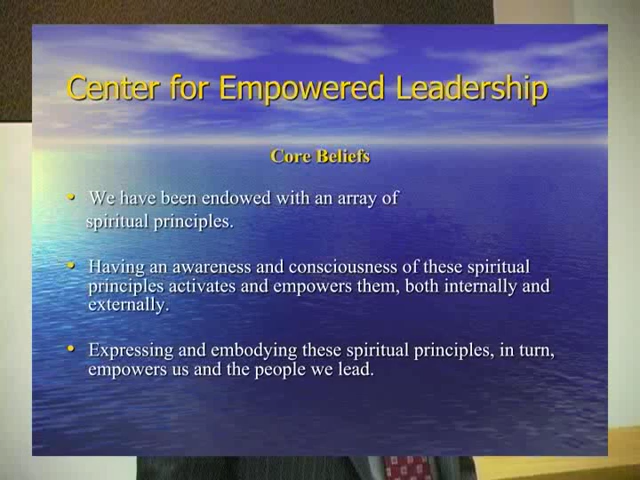 Center for Empowered Leadership
Core Beliefs
• We have been endowed with an array of
spiritual principles.
• Having an awareness and consciousness of these spiritual
principles activates and empowers them, both internally and
externally.
• Expressing and embodying these spiritual principles, in turn,
empowers us and the people we lead.